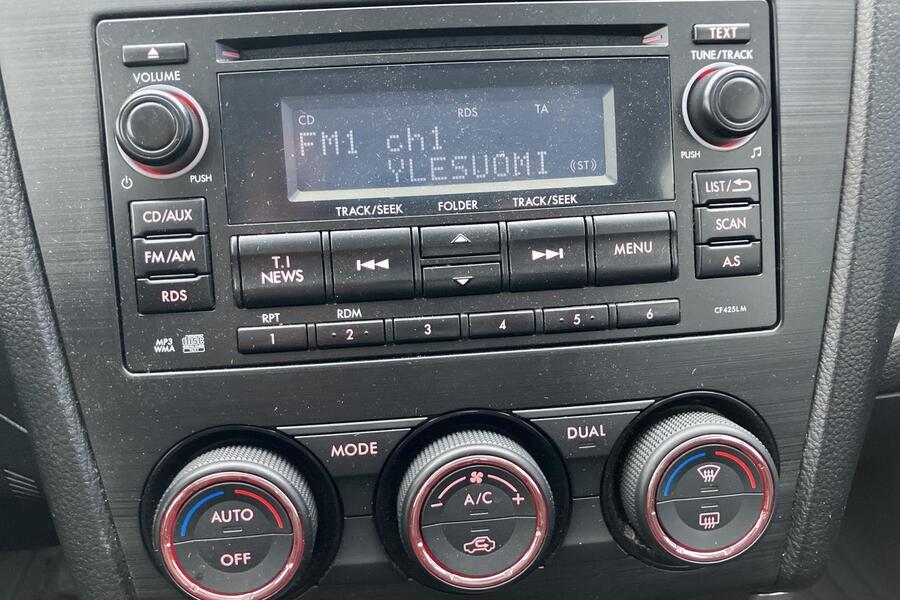 TEXT
VOLUME
TUNE/TRACK
CD RDS TA
FM1 ch1
YLESUOMI (ST)
PUSH
PUSH
CD/AUX
FM/AM
RDS
TRACK/SEEK FOLDER TRACK/SEEK
T.I
NEWS
MENU
LIST/
SCAN
A.S
RPT RDM
1 2 3 4 5 6
MP3
WMA
CF425LM
MODE
DUAL
AUTO
OFF
- A/C +